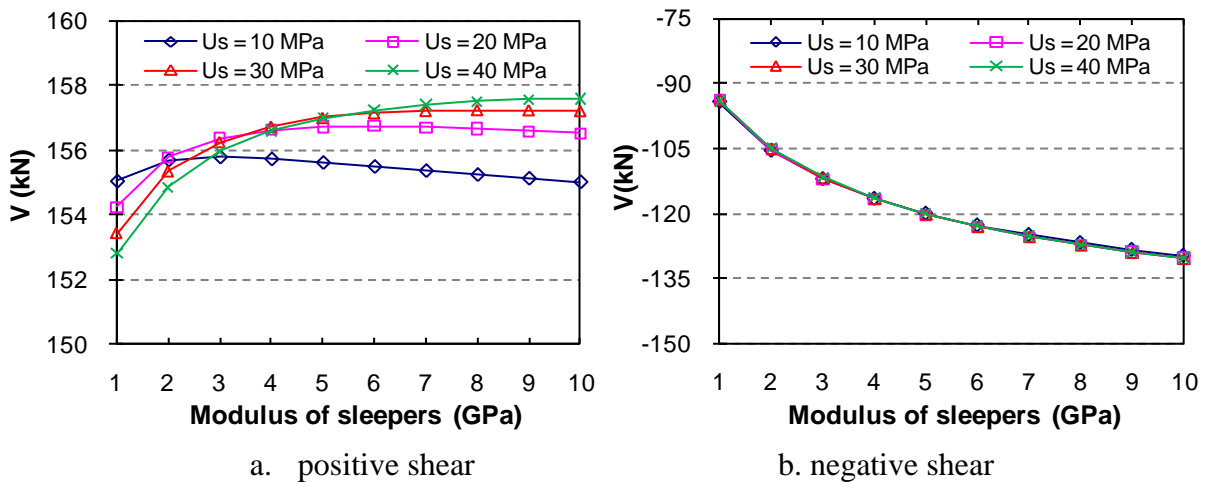 160
158
156
154
152
150
V (kN)
Us = 10 MPa
Us = 20 MPa
Us = 30 MPa
Us = 40 MPa
1 2 3 4 5 6 7 8 9 10
Modulus of sleepers (GPa)
a. positive shear
-75
-90
-105
-120
-135
-150
V(kN)
Us = 10 MPa
Us = 20 MPa
Us = 30 MPa
Us = 40 MPa
1 2 3 4 5 6 7 8 9 10
Modulus of sleepers (GPa)
b. negative shear